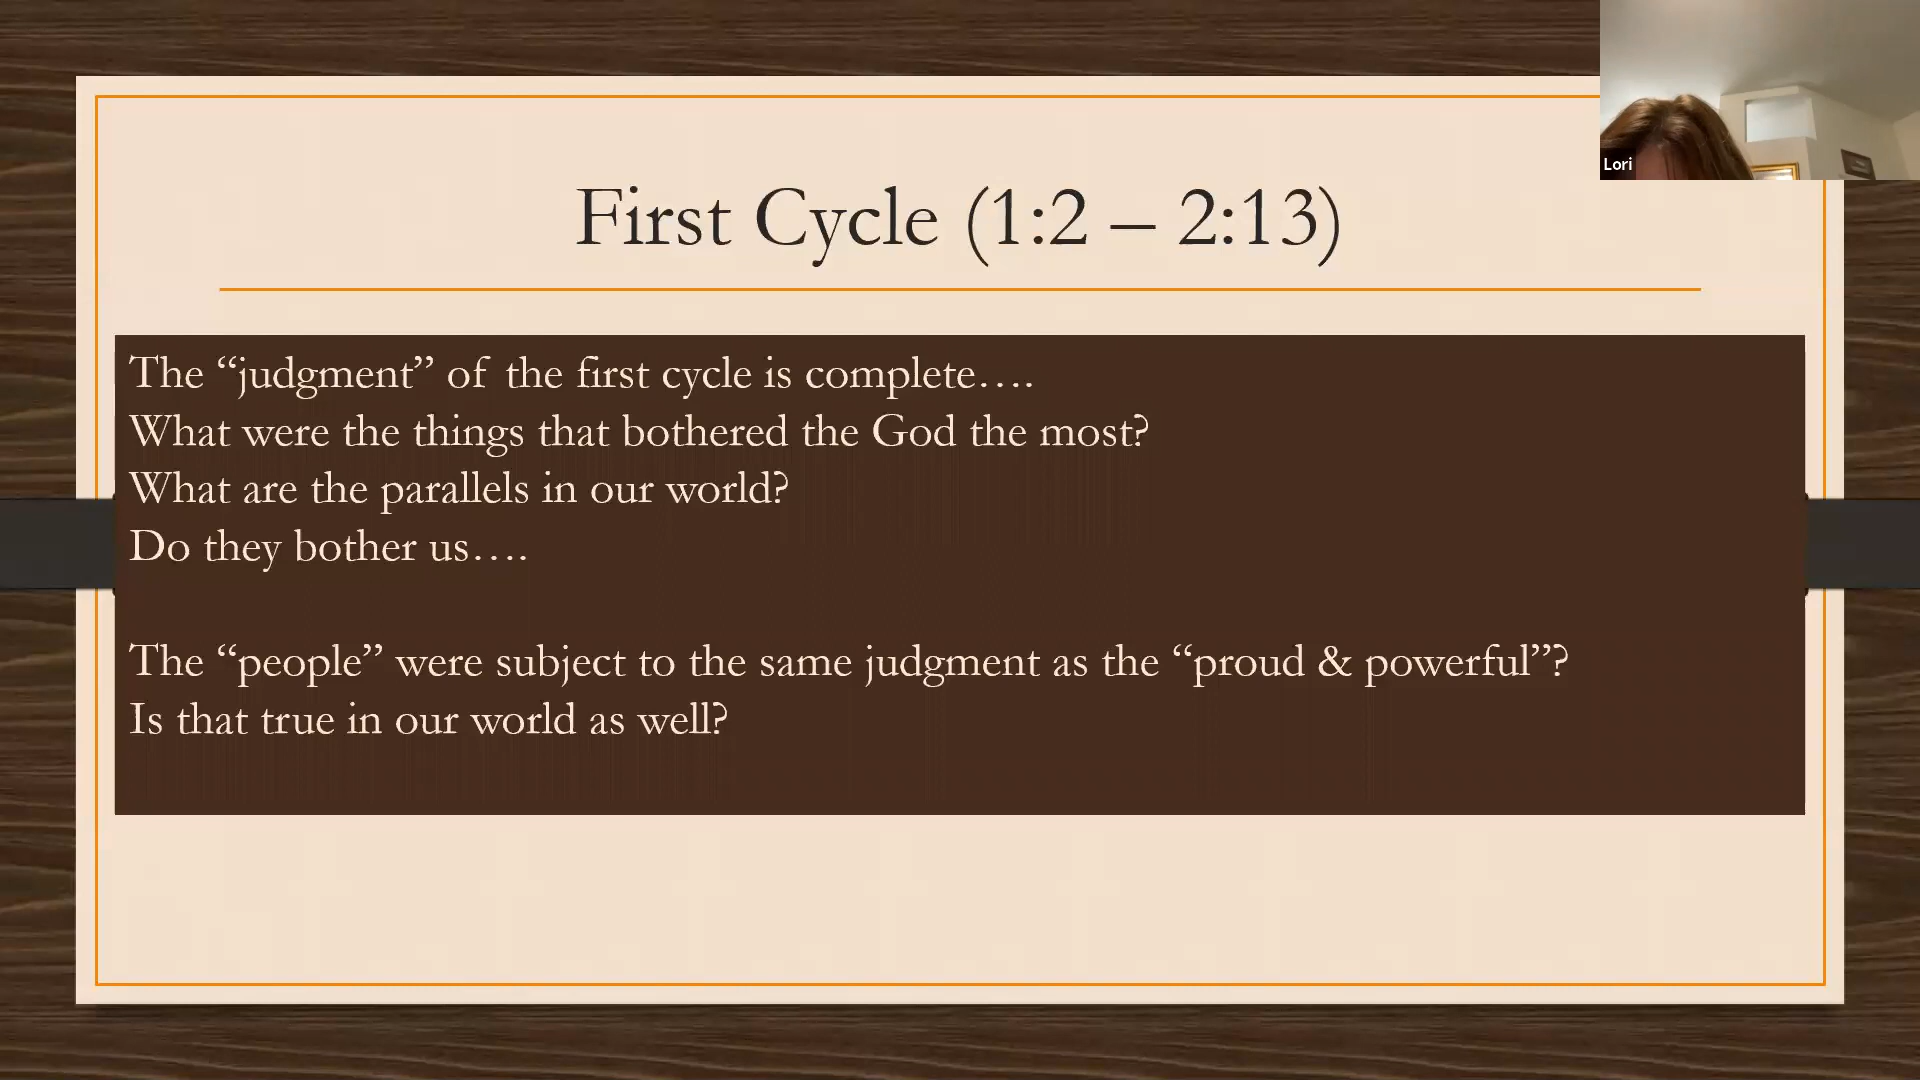 First Cycle (1:2 – 2:13)
Lori
The “judgment” of the first cycle is complete….
What were the things that bothered the God the most?
What are the parallels in our world?
Do they bother us….
The “people” were subject to the same judgment as the “proud & powerful”?
Is that true in our world as well?